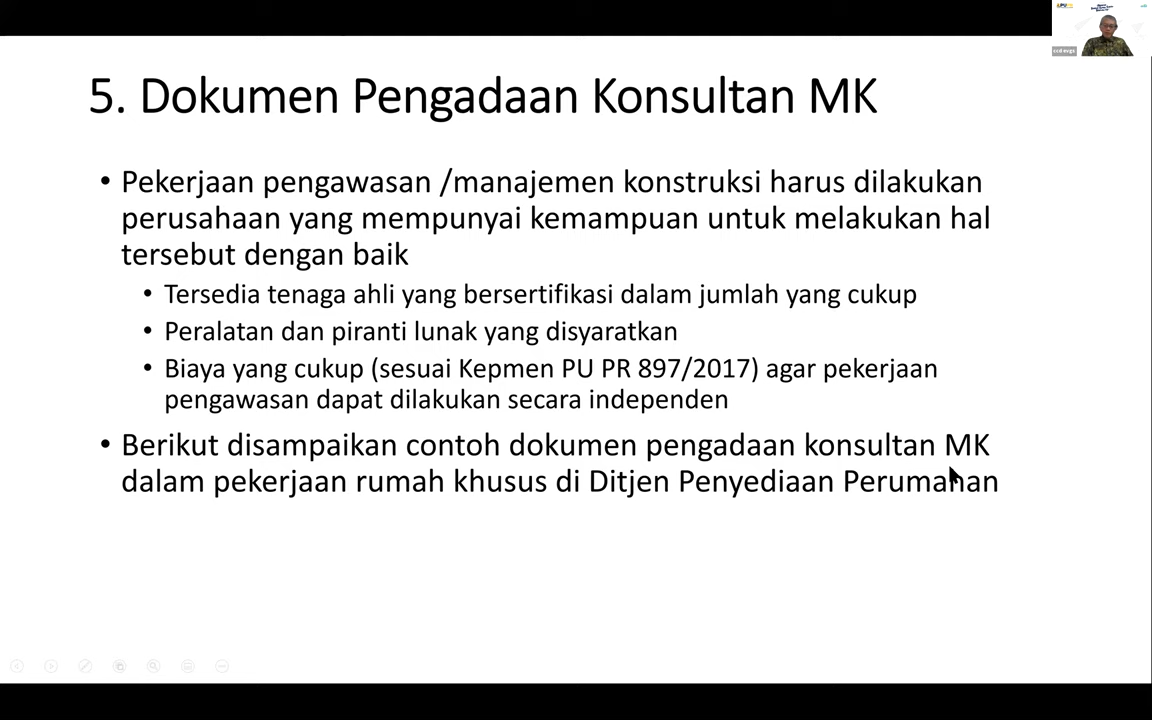 5. Dokumen Pengadaan Konsultan MK
• Pekerjaan pengawasan /manajemen konstruksi harus dilakukan
perusahaan yang mempunyai kemampuan untuk melakukan hal
tersebut dengan baik
• Tersedia tenaga ahli yang bersertifikasi dalam jumlah yang cukup
• Peralatan dan piranti lunak yang disyaratkan
• Biaya yang cukup (sesuai Kepmen PU PR 897/2017) agar pekerjaan
pengawasan dapat dilakukan secara independen
• Berikut disampaikan contoh dokumen pengadaan konsultan MK
dalam pekerjaan rumah khusus di Ditjen Penyediaan Perumahan